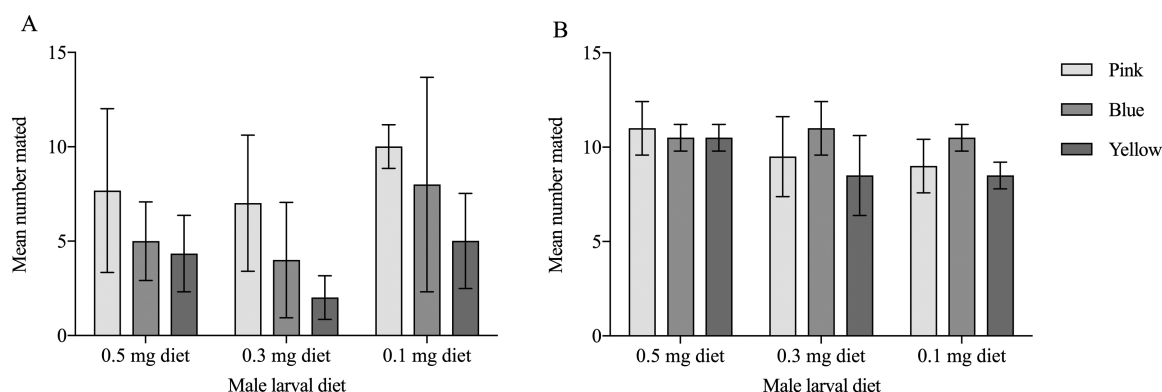 A
15
10
5
0
Mean number mated
0.5 mg diet
0.3 mg diet
0.1 mg diet
Male larval diet
B
15
10
5
0
Mean number mated
0.5 mg diet
0.3 mg diet
0.1 mg diet
Male larval diet
Pink
Blue
Yellow